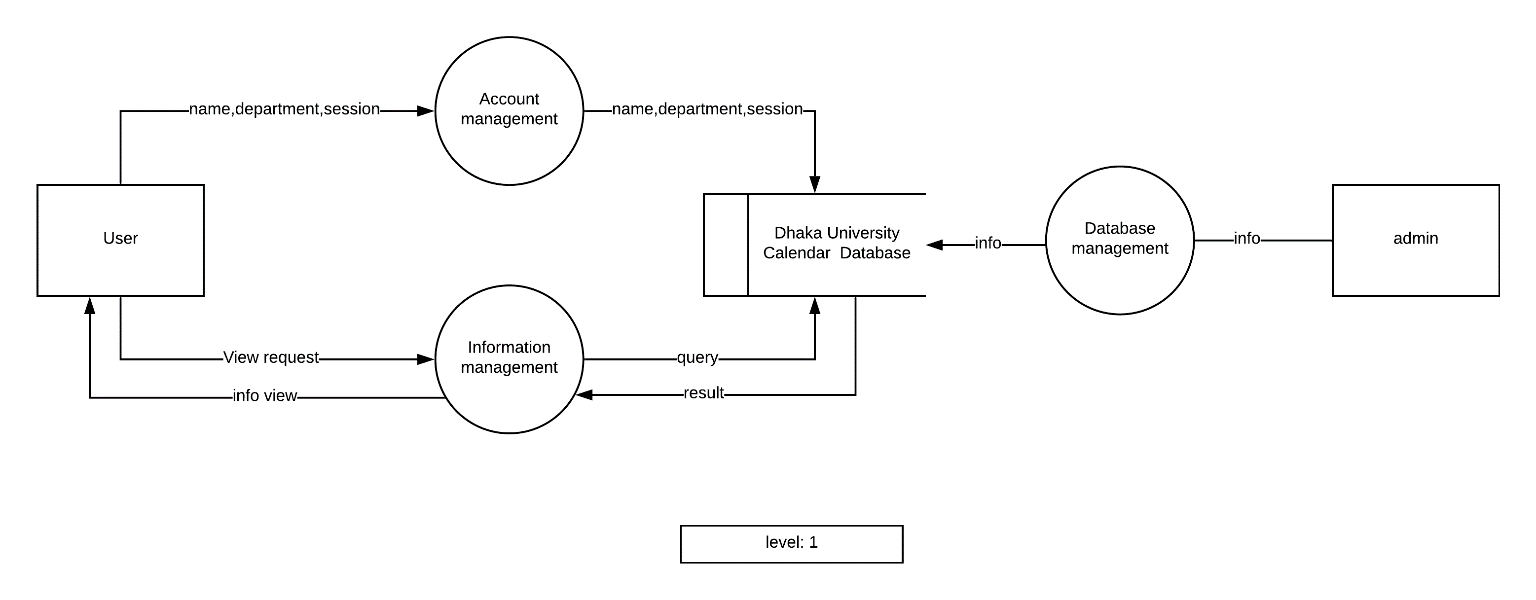 name,department,session
Account
management
name,department,session
User
Dhaka University
Calendar  Database
info
Database
management
info
admin
View request
Information
management
query
info view
result
level: 1